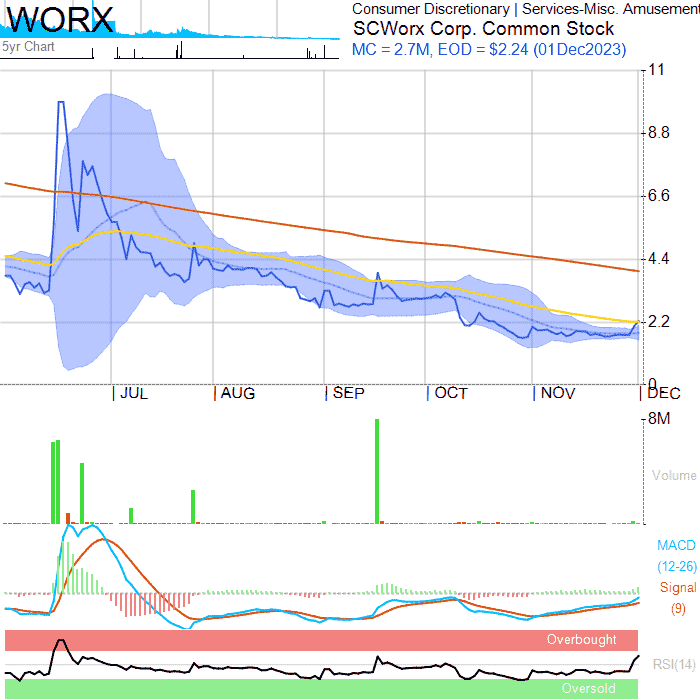 WORX
5yr Chart
Consumer Discretionary | Services-Misc. Amusement
SCWorx Corp. Common Stock
MC = 2.7M, EOD = $2.24 (01Dec2023)
11
8.8
6.6
4.4
2.2
0
JUL
AUG
SEP
OCT
NOV
DEC
8M
Volume
MACD
(12-26)
Signal
(9)
Overbought
RSI(14)
Oversold